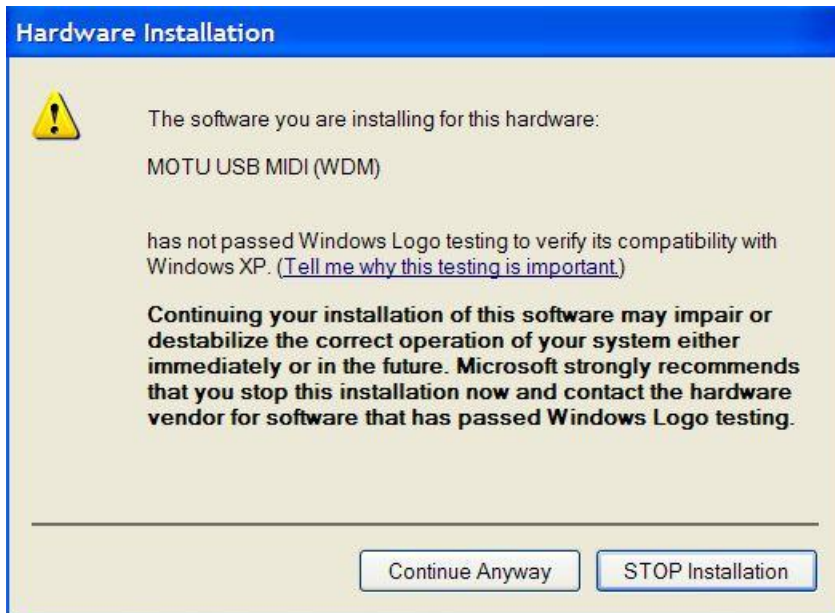 Hardware Installation
The software you are installing for this hardware:
MOTU USB MIDI (WDM)
has not passed Windows Logo testing to verify its compatibility with
Windows XP. (Tell me why this testing is important.)
Continuing your installation of this software may impair or
destabilize the correct operation of your system either
immediately or in the future. Microsoft strongly recommends
that you stop this installation now and contact the hardware
vendor for software that has passed Windows Logo testing.
Continue Anyway
STOP Installation